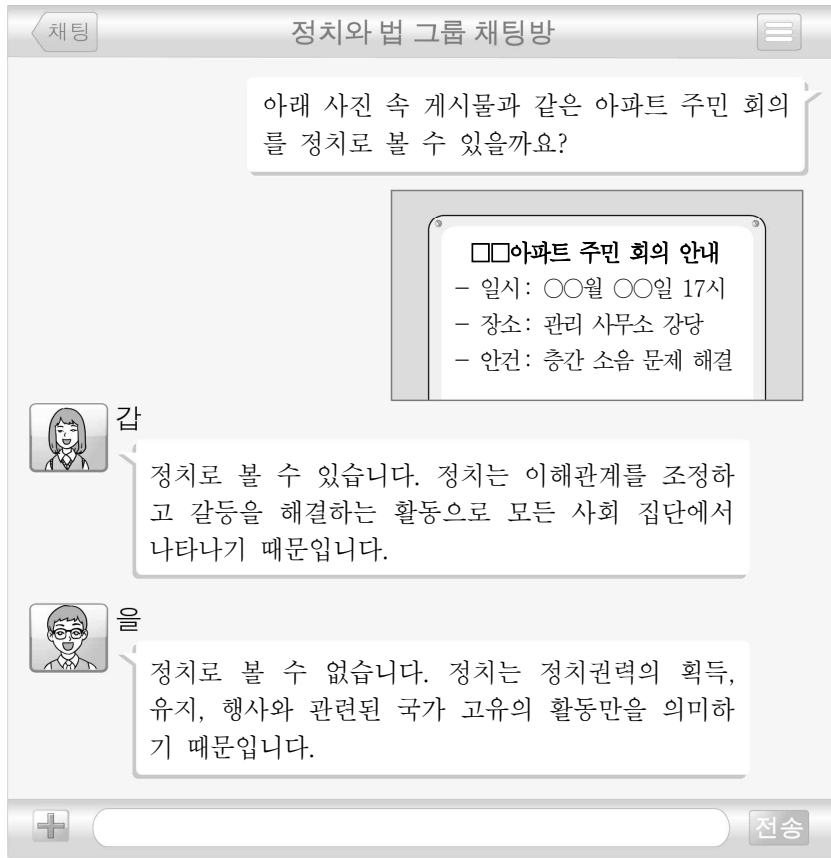 채팅
정치와 법 그룹 채팅방
아래 사진 속 게시물과 같은 아파트 주민 회의
를 정치로 볼 수 있을까요?
□□아파트 주민 회의 안내
- 일시: ○○월 ○○일 17시
- 장소: 관리 사무소 강당
- 안건: 층간 소음 문제 해결
갑
정치로 볼 수 있습니다. 정치는 이해관계를 조정하
고 갈등을 해결하는 활동으로 모든 사회 집단에서
나타나기 때문입니다.
을
정치로 볼 수 없습니다. 정치는 정치권력의 획득,
유지, 행사와 관련된 국가 고유의 활동만을 의미하
기 때문입니다.
전송